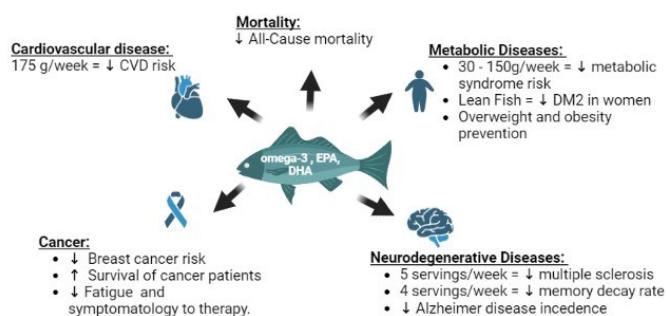 Mortality:
↓ All-Cause mortality
Cardiovascular disease:
175 g/week = ↓ CVD risk
Metabolic Diseases:
• 30 - 150g/week = ↓ metabolic
syndrome risk
• Lean Fish = ↓ DM2 in women
• Overweight and obesity
prevention
omega-3 , EPA,
DHA
Cancer:
• ↓ Breast cancer risk
• ↑ Survival of cancer patients
• ↓ Fatigue and
symptomatology to therapy.
Neurodegenerative Diseases:
• 5 servings/week = ↓ multiple sclerosis
• 4 servings/week = ↓ memory decay rate
• ↓ Alzheimer disease incedence